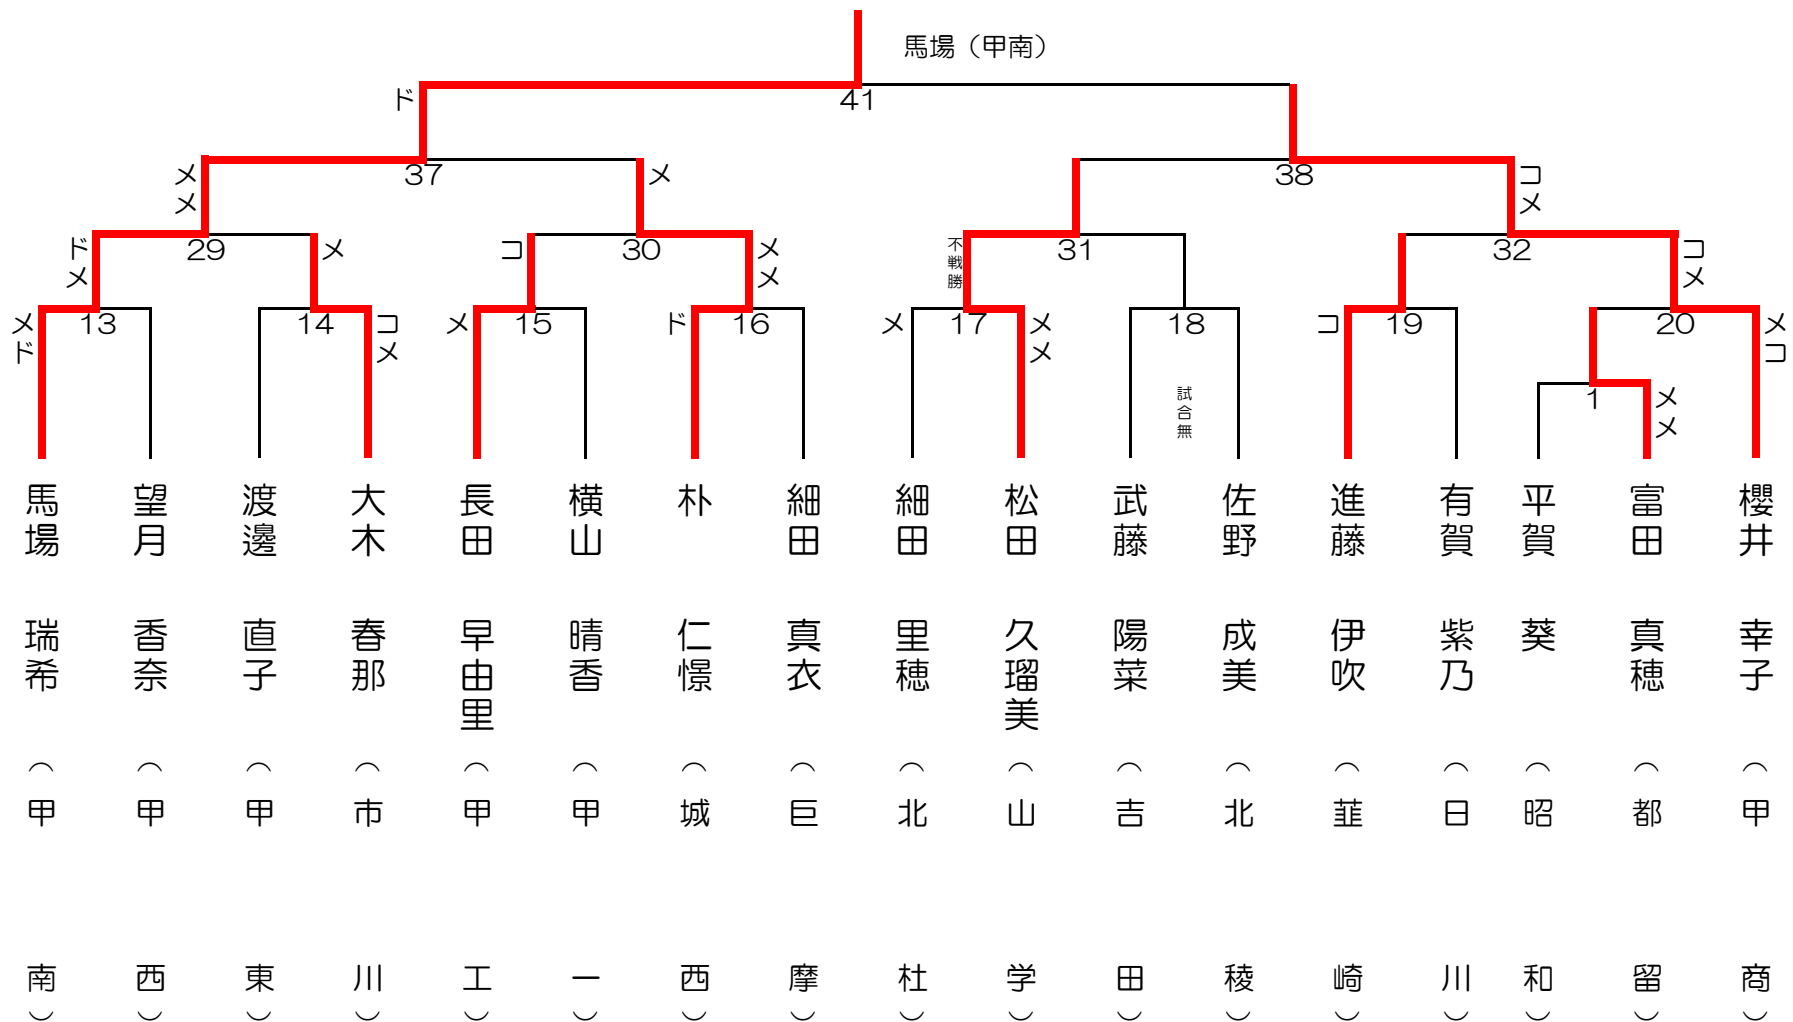 馬場（甲南）
ド
41
メメ
37
メ
38
コメ
ドメ
29
メ
コ
30
メメ
不戦勝
31
32
コメ
メド
13
14
コメ
メ
15
ド
16
メ
17
メメ
18
コ
19
20
メコ
試合無
1
メメ
馬場 瑞希（甲南）
望月 香奈（甲西）
渡邊 直子（甲東）
大木 春那（市川）
長田 早由里（甲工）
横山 晴香（甲一）
朴 仁憬（城西）
細田 真衣（巨摩）
細田 里穂（北杜）
松田 久瑠美（山学）
武藤 陽菜（吉田）
佐野 成美（北稜）
進藤 伊吹（韮崎）
有賀 紫乃（日川）
平賀 葵（昭和）
富田 真穂（都留）
櫻井 幸子（甲商）